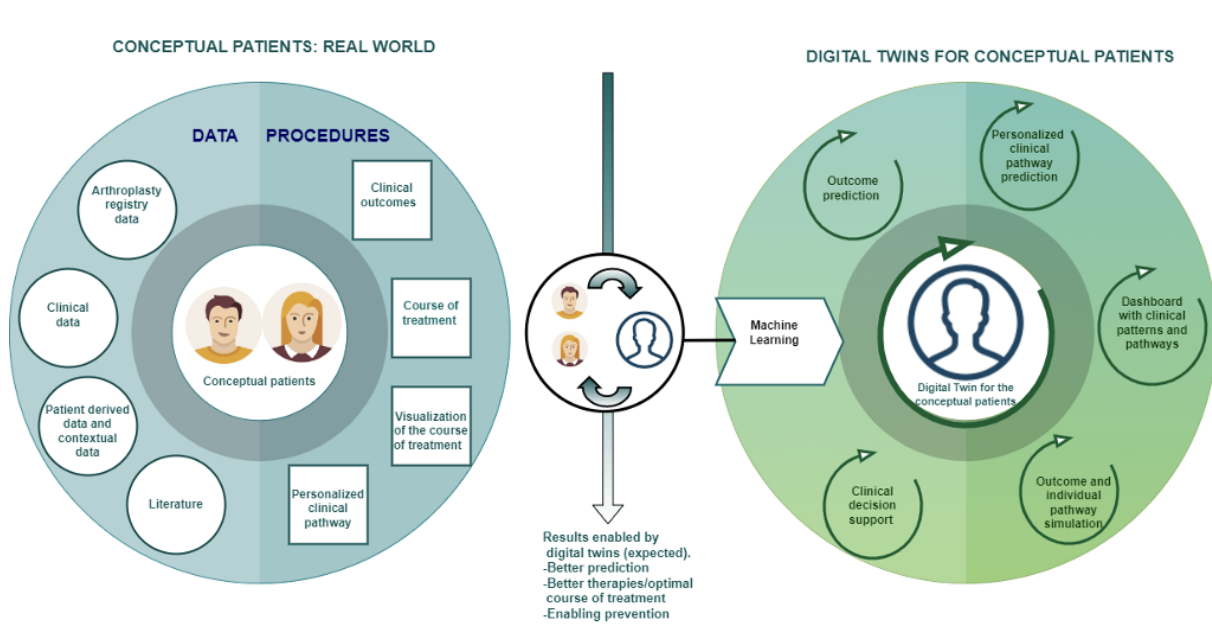 CONCEPTUAL PATIENTS: REAL WORLD
DATA
PROCEDURES
Arthroplasty
registry
data
Clinical
data
Patient derived
data and
contextual
data
Literature
Clinical
outcomes
Course of
treatment
Visualization
of the course
of treatment
Personalized
clinical
pathway
Conceptual patients
Results enabled by
digital twins (expected).
-Better prediction
-Better therapies/optimal
course of treatment
-Enabling prevention
Machine
Learning
DIGITAL TWINS FOR CONCEPTUAL PATIENTS
Outcome
prediction
Personalized
clinical
pathway
prediction
Dashboard
with clinical
patterns and
pathways
Clinical
decision
support
Outcome and
individual
pathway
simulation
Digital Twin for the
conceptual patients